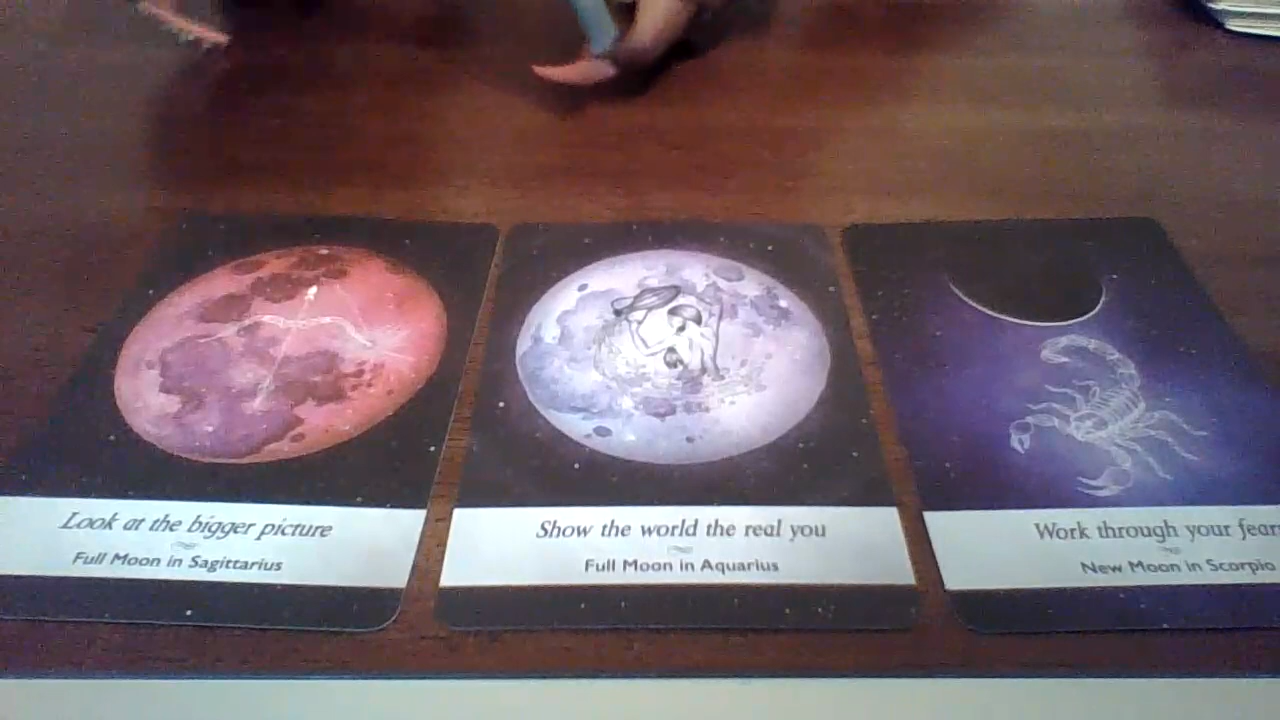 Look at the bigger picture
Full Moon in Sagittarius
Show the world the real you
Full Moon in Aquarius
Work through your fear
New Moon in Scorpio